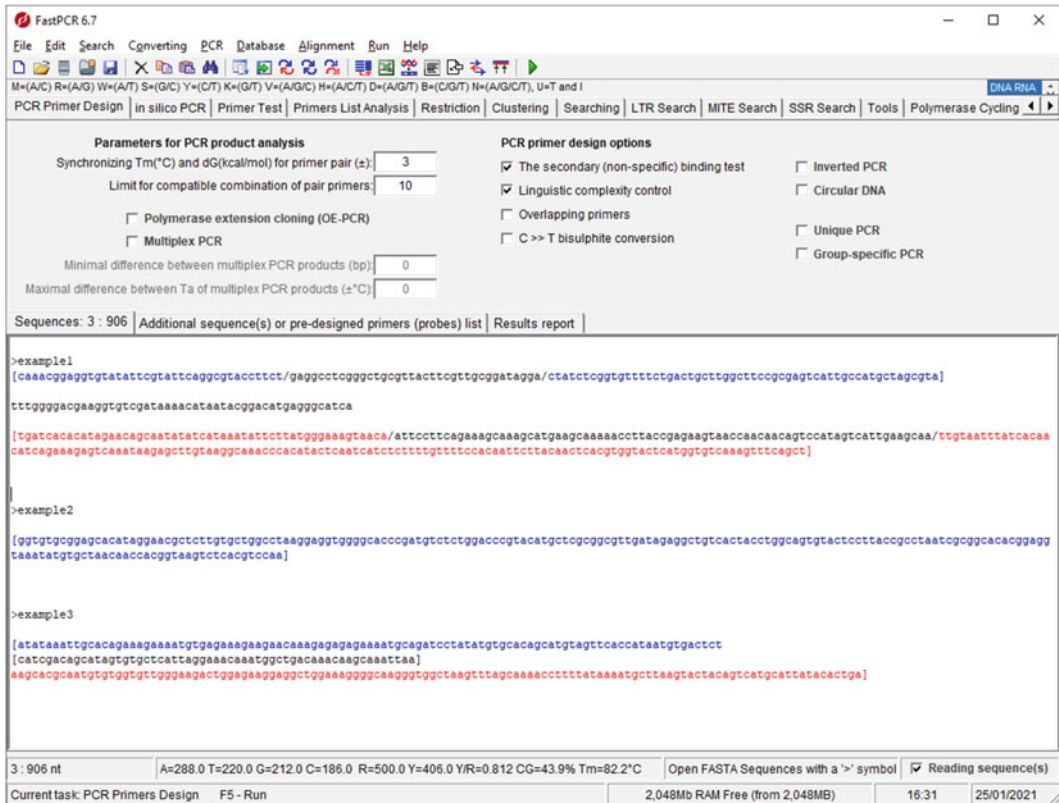 FastPCR 6.7
File Edit Search Converting PCR Database Alignment Run Help
M=(A/C) R=(A/G) W=(A/T) S=(G/C) Y=(C/T) K=(G/T) V=(A/G/C) H=(A/C/T) D=(A/G/T) B=(C/G/T) N=(A/G/C/T), U=T and I
DNA RNA
PCR Primer Design in silico PCR Primer Test Primers List Analysis Restriction Clustering Searching LTR Search MITE Search SSR Search Tools Polymerase Cycling
Parameters for PCR product analysis
Synchronizing Tm(°C) and dG(kcal/mol) for primer pair (±): 3
Limit for compatible combination of pair primers: 10
Polymerase extension cloning (OE-PCR)
Multiplex PCR
Minimal difference between multiplex PCR products (bp): 0
Maximal difference between Ta of multiplex PCR products (±°C): 0
PCR primer design options
The secondary (non-specific) binding test
Linguistic complexity control
Overlapping primers
C >> T bisulphite conversion
Inverted PCR
Circular DNA
Unique PCR
Group-specific PCR
Sequences: 3 : 906 Additional sequence(s) or pre-designed primers (probes) list Results report
>example1
[caaacggaggtgtatattcgtattcaggcgtaccttct/gaggcctcgggctgcgttacttcgttgcggatagga/ctatctcggtgttttctgactgcttggcttccgcgagtcattgccatgctagcgta]
tttggggacgaaggtgtcgataaaacataatacggacatgagggcatca
[tgatcacacatagaacagcaatatatcataaatattcttatgggaaagtaaca/attccttcagaaagcaaagcatgaagcaaaaaccttaccgagaagtaaccaacaacagtccatagtcattgaagcaa/ttgtaatttatcacaa
catcagaaagagtcaaataagagcttgtaaggcaaacccacatactcaatcatctcttttgttttccacaattcttacaactcacgtggtactcatggtgtcaaagtttcagct]
>example2
[ggtgtgcggagcacataggaacgctcttgtgctggcctaaggaggtggggcacccgatgtctctggacccgtacatgctcgcggcgttgatagaggctgtcactacctggcagtgtactccttaccgcctaatcgcggcacacggagg
taaatatgtgctaacaaccacggtaagtctcacgtccaa]
>example3
[atataaattgcacagaaagaaaatgtgagaaagaagaacaaagagagagaaaatgcagatcctatatgtgcacagcatgtagttcaccataatgtgactct
[catcgacagcatagtgtgctcattaggaaacaaatggctgacaaacaagcaaattaa]
aagcacgcaatgtgtggtgttgggaagactggagaaggaggctggaaaggggcaagggtggctaagtttagcaaaaccttttataaaatgcttaagtactacagtcatgcattatacactga]
3 : 906 nt A=288.0 T=220.0 G=212.0 C=186.0 R=500.0 Y=406.0 Y/R=0.812 CG=43.9% Tm=82.2°C Open FASTA Sequences with a '>' symbol Reading sequence(s)
Current task: PCR Primers Design F5 - Run 2,048Mb RAM Free (from 2,048MB) 16:31 25/01/2021